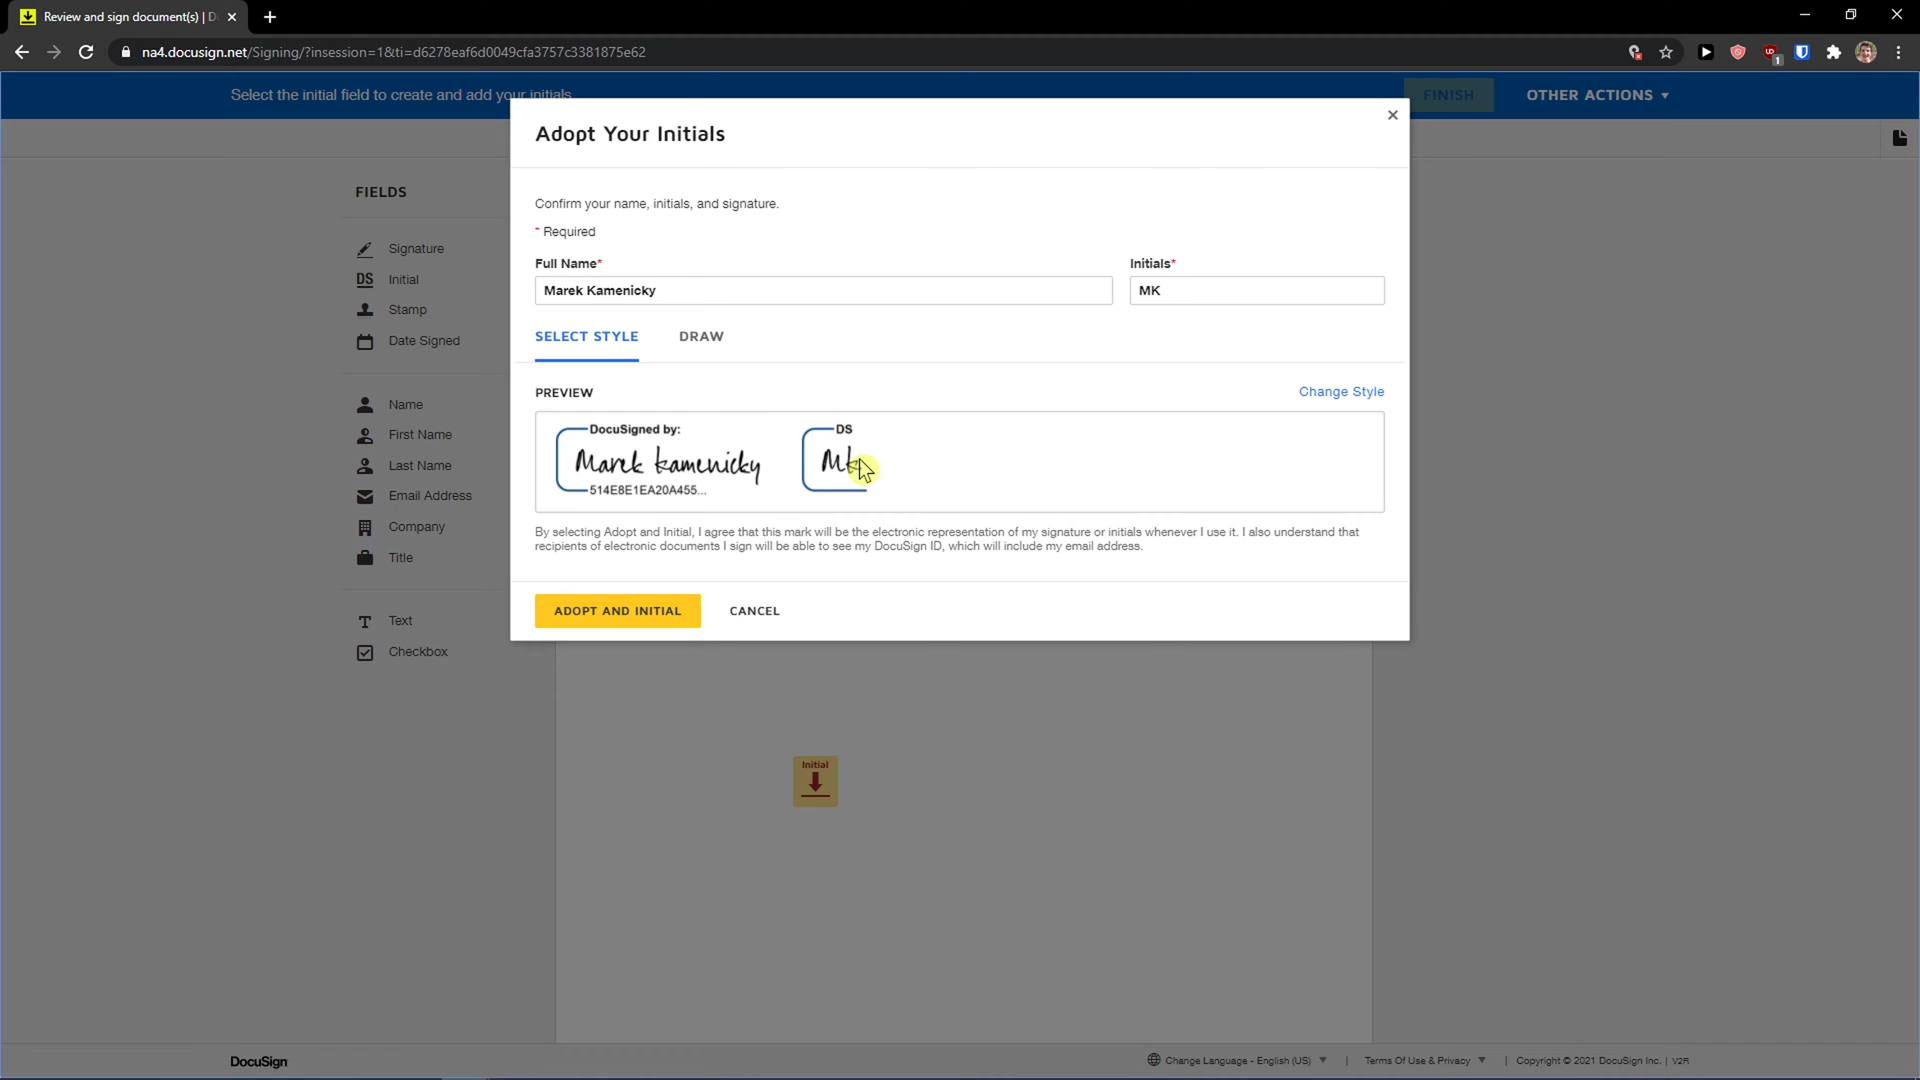 Review and sign document(s) | D
na4.docusign.net/Signing/?insession=1&ti=d6278eaf6d0049cfa3757c3381875e62
1
Select the initial field to create and add your initials
FINISH
OTHER ACTIONS
Adopt Your Initials
FIELDS
Signature
DS Initial
Stamp
Date Signed
Name
First Name
Last Name
Email Address
Company
Title
Text
Checkbox
Confirm your name, initials, and signature.
* Required
Full Name*
Initials*
Marek Kamenicky
MK
SELECT STYLE
DRAW
PREVIEW
Change Style
DocuSigned by:
Marek Kamenicky
514E8E1EA20A455...
DS
MK
By selecting Adopt and Initial, I agree that this mark will be the electronic representation of my signature or initials whenever I use it. I also understand that
recipients of electronic documents I sign will be able to see my DocuSign ID, which will include my email address.
ADOPT AND INITIAL
CANCEL
Initial
DocuSign
Change Language - English (US) | Terms Of Use & Privacy | Copyright © 2021 DocuSign Inc. | V2R